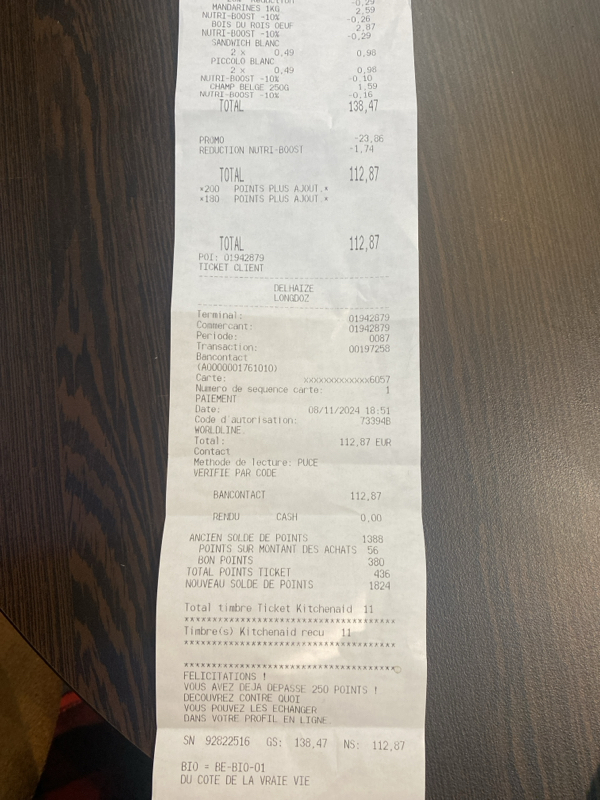 -0,29
MANDARINES 1KG 2,59
NUTRI-BOOST -10% -0,26
BOIS DU ROIS OEUF 2,87
NUTRI-BOOST -10% -0,29
SANDWICH BLANC
2 x 0,49 0,98
PICCOLO BLANC
2 x 0,49 0,98
NUTRI-BOOST -10% -0,10
CHAMP BELGE 250G 1,59
NUTRI-BOOST -10% -0,16
TOTAL 138,47
PROMO -23,86
REDUCTION NUTRI-BOOST -1,74
TOTAL 112,87
*200 POINTS PLUS AJOUT.*
*180 POINTS PLUS AJOUT.*
TOTAL 112,87
POI: 01942879
TICKET CLIENT
DELHAIZE
LONGDOZ
Terminal: 01942879
Commercant: 01942879
Periode: 0087
Transaction: 00197258
Bancontact
(A0000001761010)
Carte: xxxxxxxxxxxxx6057
Numero de sequence carte: 1
PAIEMENT
Date: 08/11/2024 18:51
Code d'autorisation: 73394B
WORLDLINE
Total: 112,87 EUR
Contact
Methode de lecture: PUCE
VERIFIE PAR CODE
BANCONTACT 112,87
RENDU CASH 0,00
ANCIEN SOLDE DE POINTS 1388
POINTS SUR MONTANT DES ACHATS 56
BON POINTS 380
TOTAL POINTS TICKET 436
NOUVEAU SOLDE DE POINTS 1824
Total timbre Ticket Kitchenaid 11
****************************************
Timbre(s) Kitchenaid recu 11
****************************************
****************************************
FELICITATIONS !
VOUS AVEZ DEJA DEPASSE 250 POINTS !
DECOUVREZ CONTRE QUOI
VOUS POUVEZ LES ECHANGER
DANS VOTRE PROFIL EN LIGNE
SN 92822516 GS: 138,47 NS: 112,87
BIO = BE-BIO-01
DU COTE DE LA VRAIE VIE